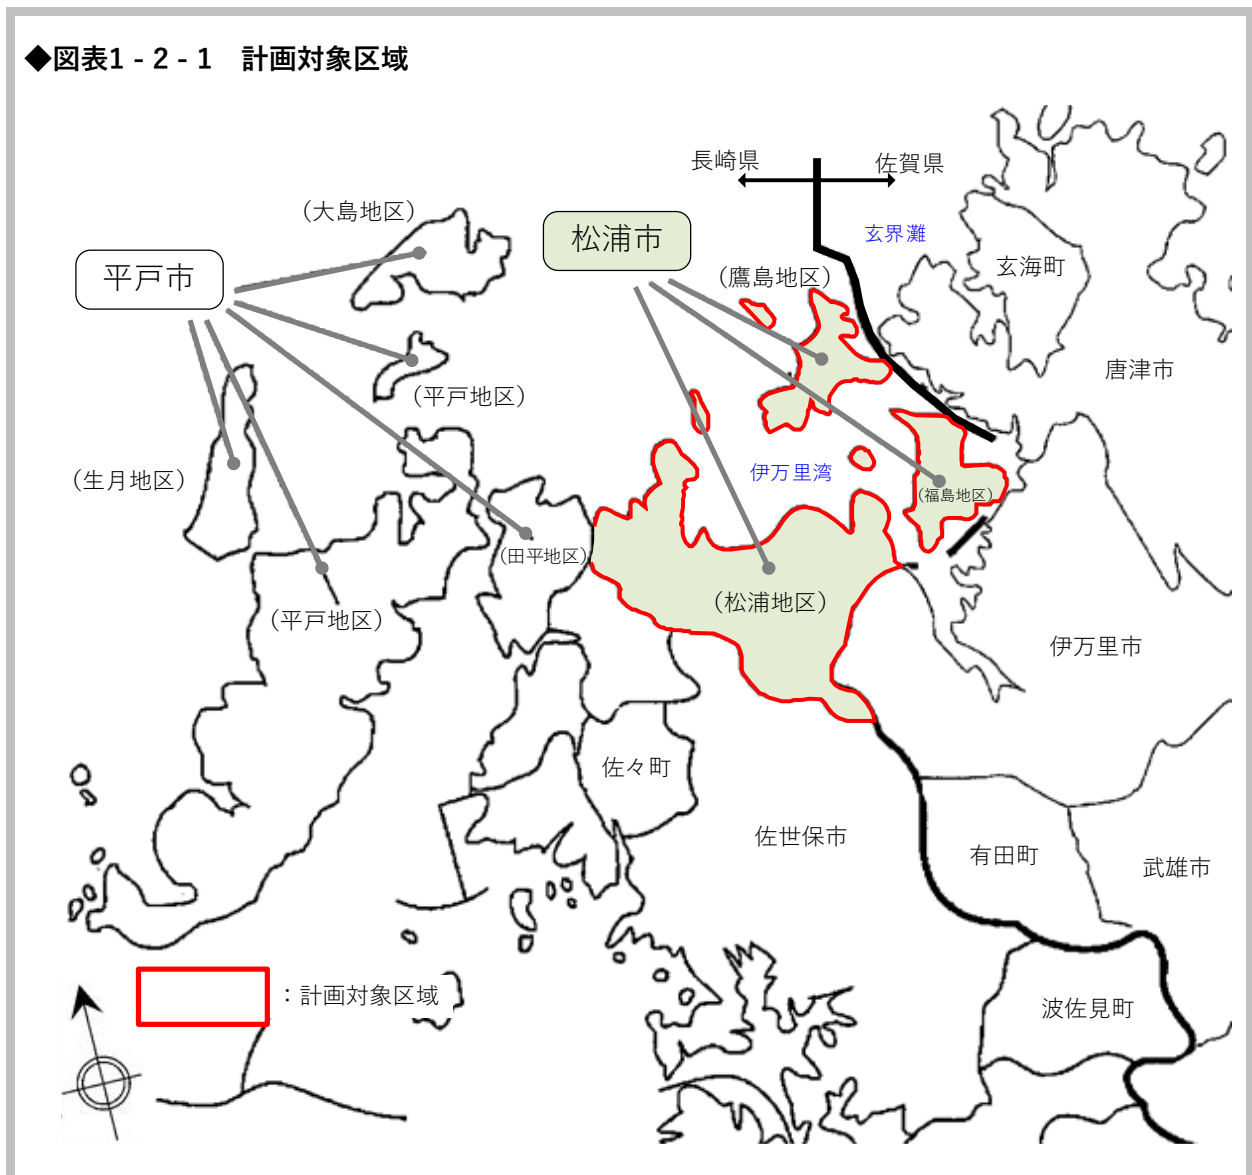 ◆図表1-2-1　計画対象区域
長崎県
佐賀県
(大島地区)
松浦市
玄界灘
平戸市
(鷹島地区)
玄海町
唐津市
(平戸地区)
(生月地区)
伊万里湾
(福島地区)
(田平地区)
(松浦地区)
(平戸地区)
伊万里市
佐々町
佐世保市
有田町
武雄市
：計画対象区域
波佐見町